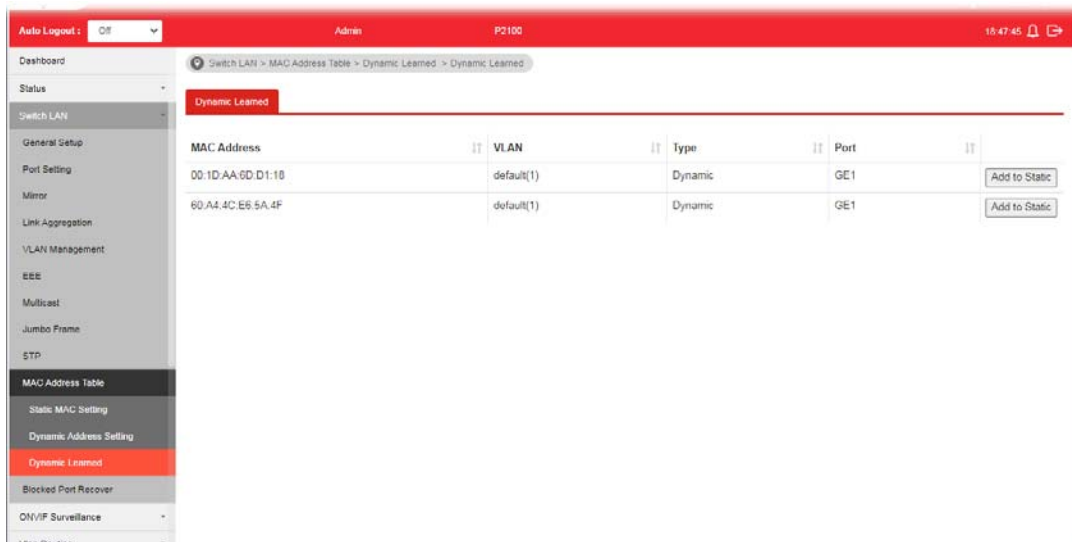 Auto Logout : Off Admin P2100 18:47:45
Dashboard
Switch LAN > MAC Address Table > Dynamic Learned > Dynamic Learned
Status
Switch LAN
General Setup
Port Setting
Mirror
Link Aggregation
VLAN Management
EEE
Multicast
Jumbo Frame
STP
MAC Address Table
Static MAC Setting
Dynamic Address Setting
Dynamic Learned
Blocked Port Recover
ONVIF Surveillance
Dynamic Learned
MAC Address VLAN Type Port
00:1D:AA:6D:D1:18 default(1) Dynamic GE1 Add to Static
60:A4:4C:E6:5A:4F default(1) Dynamic GE1 Add to Static